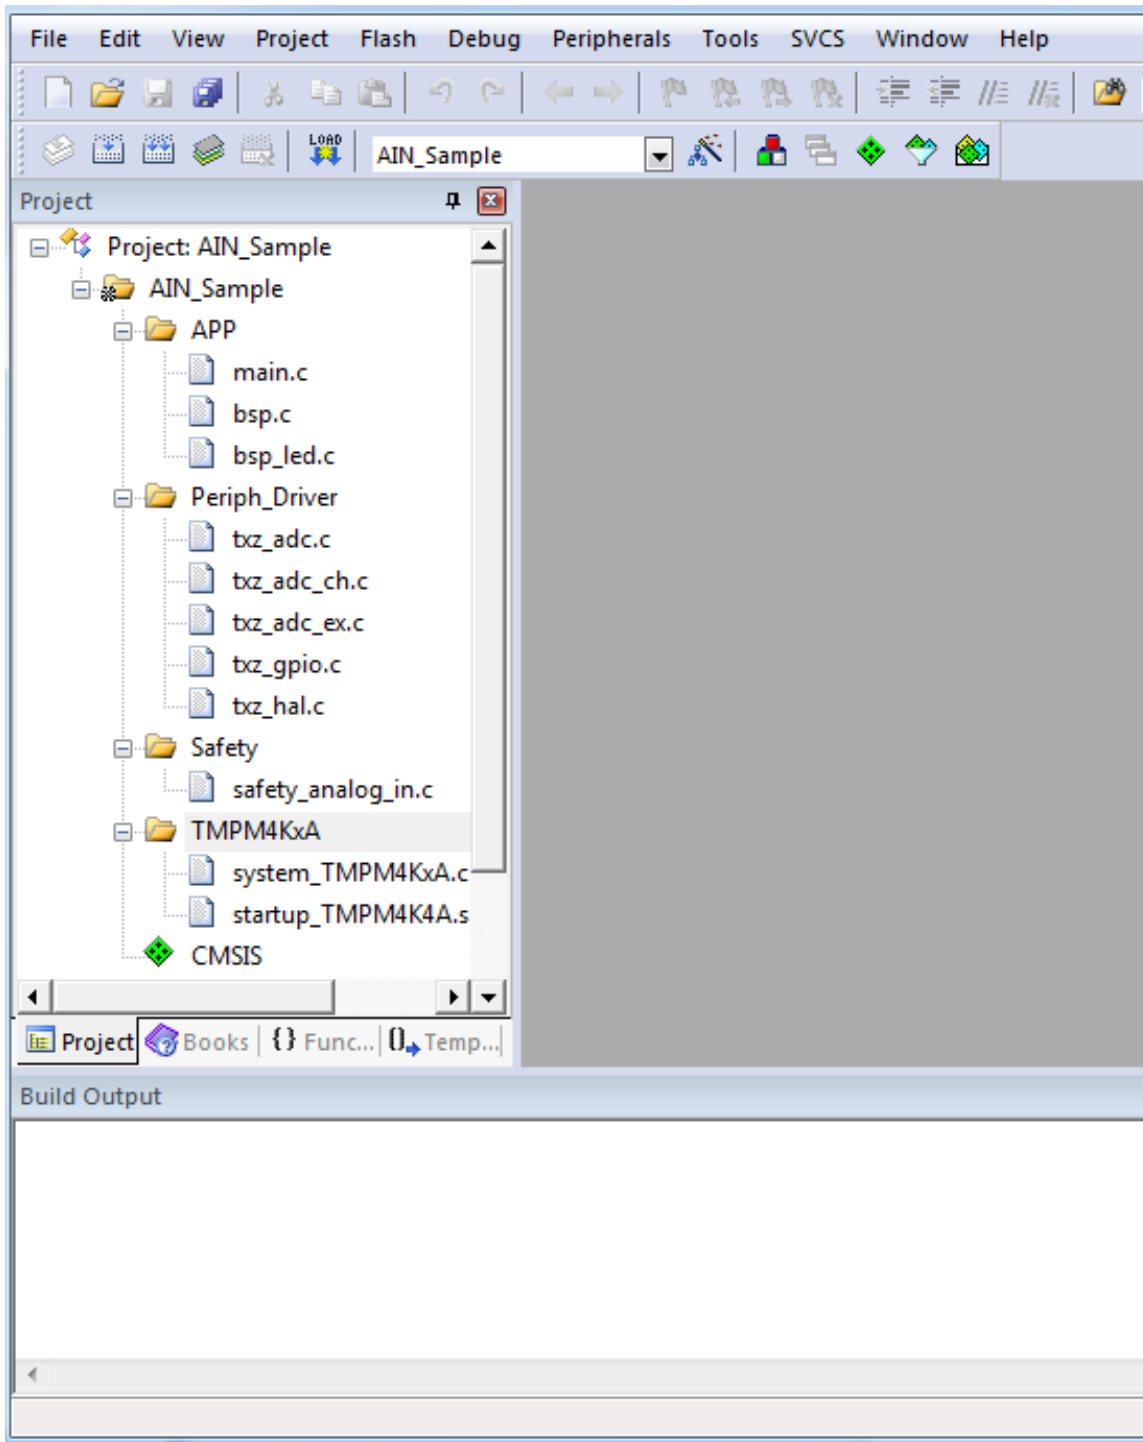 File Edit View Project Flash Debug Peripherals Tools SVCS Window Help
LOAD AIN_Sample
Project
Project: AIN_Sample
AIN_Sample
APP
main.c
bsp.c
bsp_led.c
Periph_Driver
txz_adc.c
txz_adc_ch.c
txz_adc_ex.c
txz_gpio.c
txz_hal.c
Safety
safety_analog_in.c
TMPM4KxA
system_TMPM4KxA.c
startup_TMPM4K4A.s
CMSIS
Project Books {} Func... Temp...
Build Output